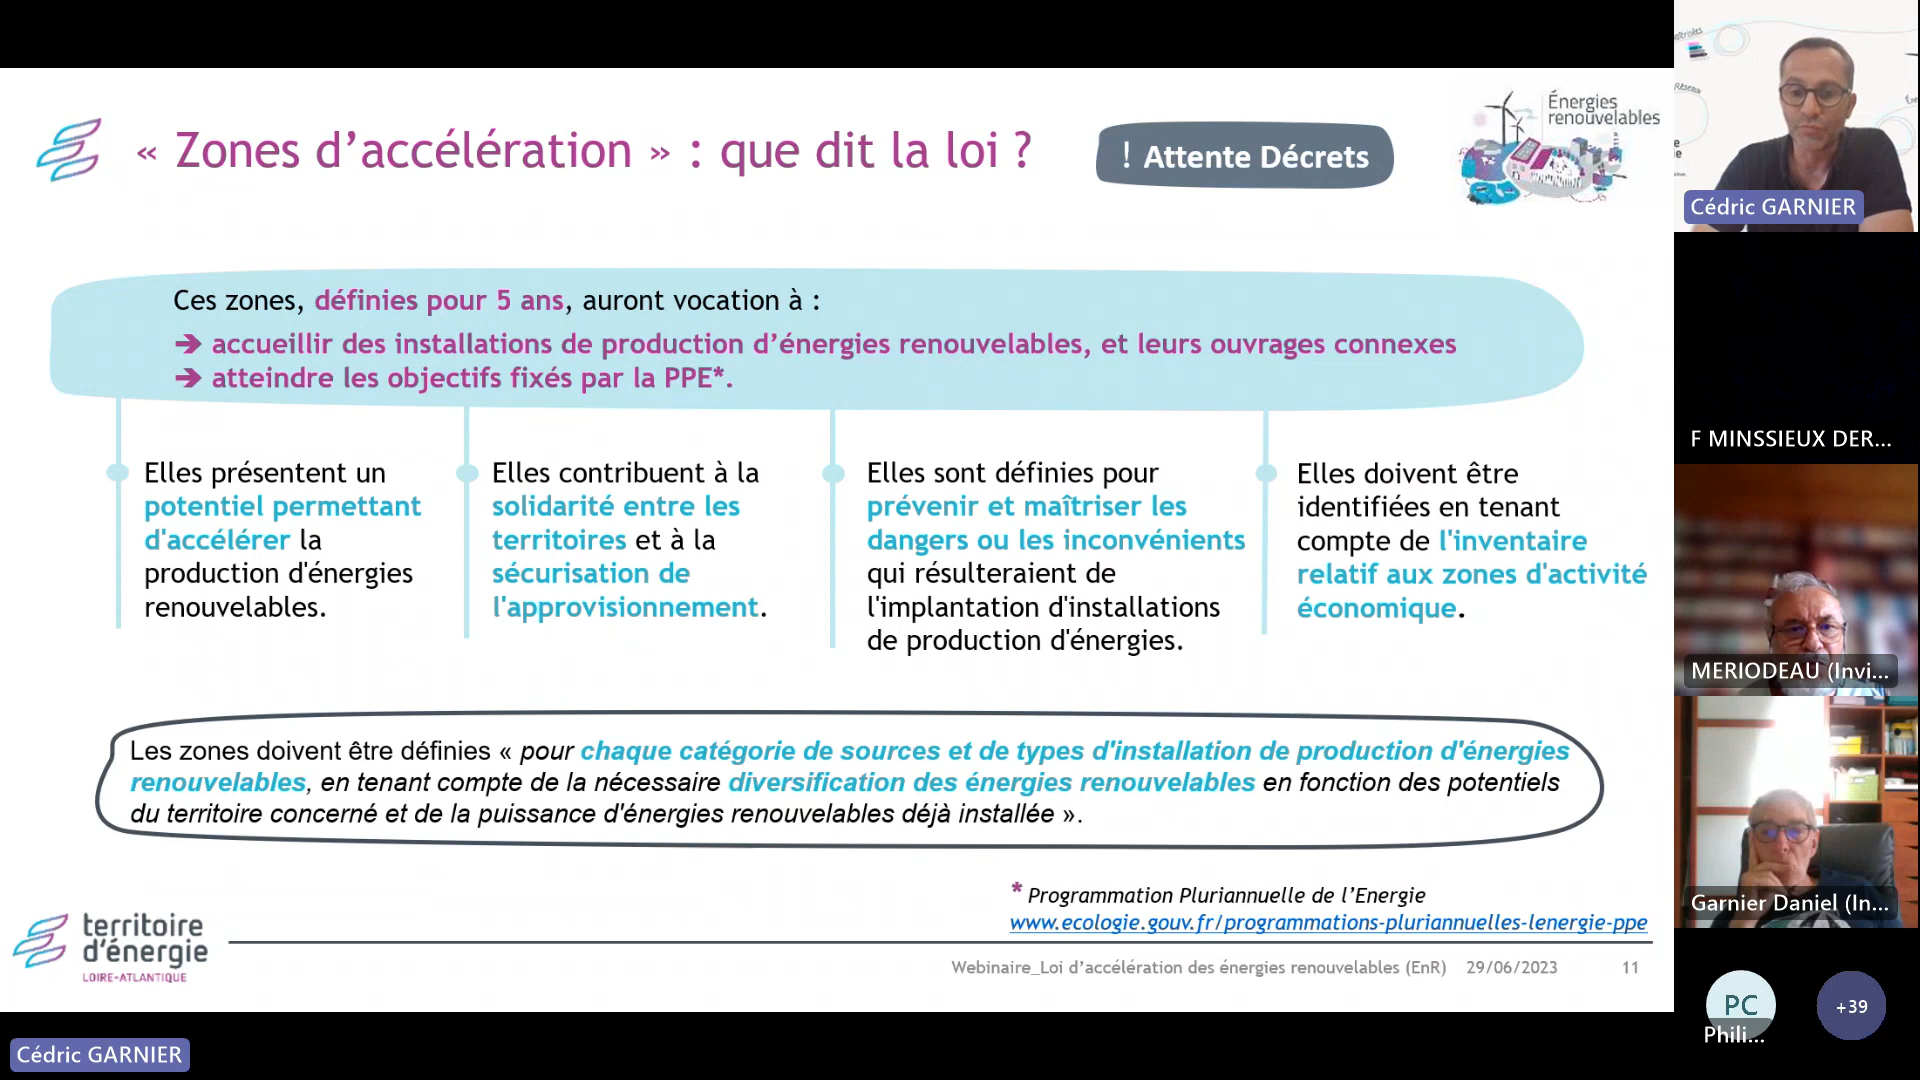 « Zones d’accélération » : que dit la loi ?
! Attente Décrets
Énergies
renouvelables
Ces zones, définies pour 5 ans, auront vocation à :
➔ accueillir des installations de production d’énergies renouvelables, et leurs ouvrages connexes
➔ atteindre les objectifs fixés par la PPE*.
Elles présentent un
potentiel permettant
d'accélérer la
production d'énergies
renouvelables.
Elles contribuent à la
solidarité entre les
territoires et à la
sécurisation de
l'approvisionnement.
Elles sont définies pour
prévenir et maîtriser les
dangers ou les inconvénients
qui résulteraient de
l'implantation d'installations
de production d'énergies.
Elles doivent être
identifiées en tenant
compte de l'inventaire
relatif aux zones d'activité
économique.
Les zones doivent être définies « pour chaque catégorie de sources et de types d'installation de production d'énergies
renouvelables, en tenant compte de la nécessaire diversification des énergies renouvelables en fonction des potentiels
du territoire concerné et de la puissance d'énergies renouvelables déjà installée ».
* Programmation Pluriannuelle de l’Energie
www.ecologie.gouv.fr/programmations-pluriannuelles-lenergie-ppe
territoire
d'énergie
LOIRE-ATLANTIQUE
Webinaire_Loi d’accélération des énergies renouvelables (EnR) 29/06/2023 11
Cédric GARNIER
Cédric GARNIER
F MINSSIEUX DER...
MERIODEAU (Invi...
Garnier Daniel (In...
PC
Phili...
+39